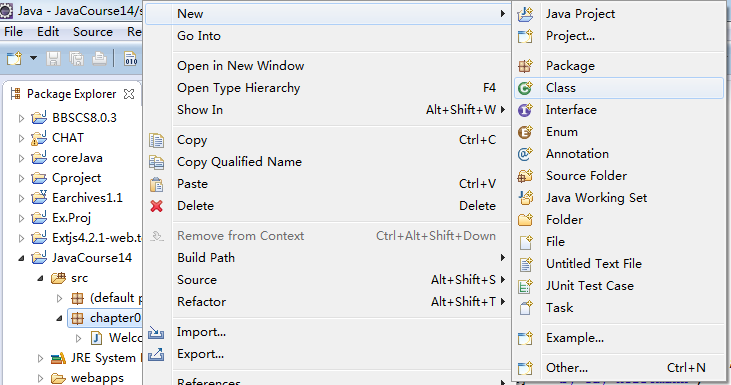 Java - JavaCourse14/s
File Edit Source
Package Explorer
BBSCS8.0.3
CHAT
coreJava
Cproject
Earchives1.1
Ex.Proj
Extjs4.2.1-web.t
JavaCourse14
src
(default p
chapter0
Welco
JRE System
webapps
New
Go Into
Open in New Window
Open Type Hierarchy F4
Show In Alt+Shift+W
Copy Ctrl+C
Copy Qualified Name
Paste Ctrl+V
Delete Delete
Remove from Context Ctrl+Alt+Shift+Down
Build Path
Source Alt+Shift+S
Refactor Alt+Shift+T
Import...
Export...
References
Java Project
Project...
Package
Class
Interface
Enum
Annotation
Source Folder
Java Working Set
Folder
File
Untitled Text File
JUnit Test Case
Task
Example...
Other... Ctrl+N